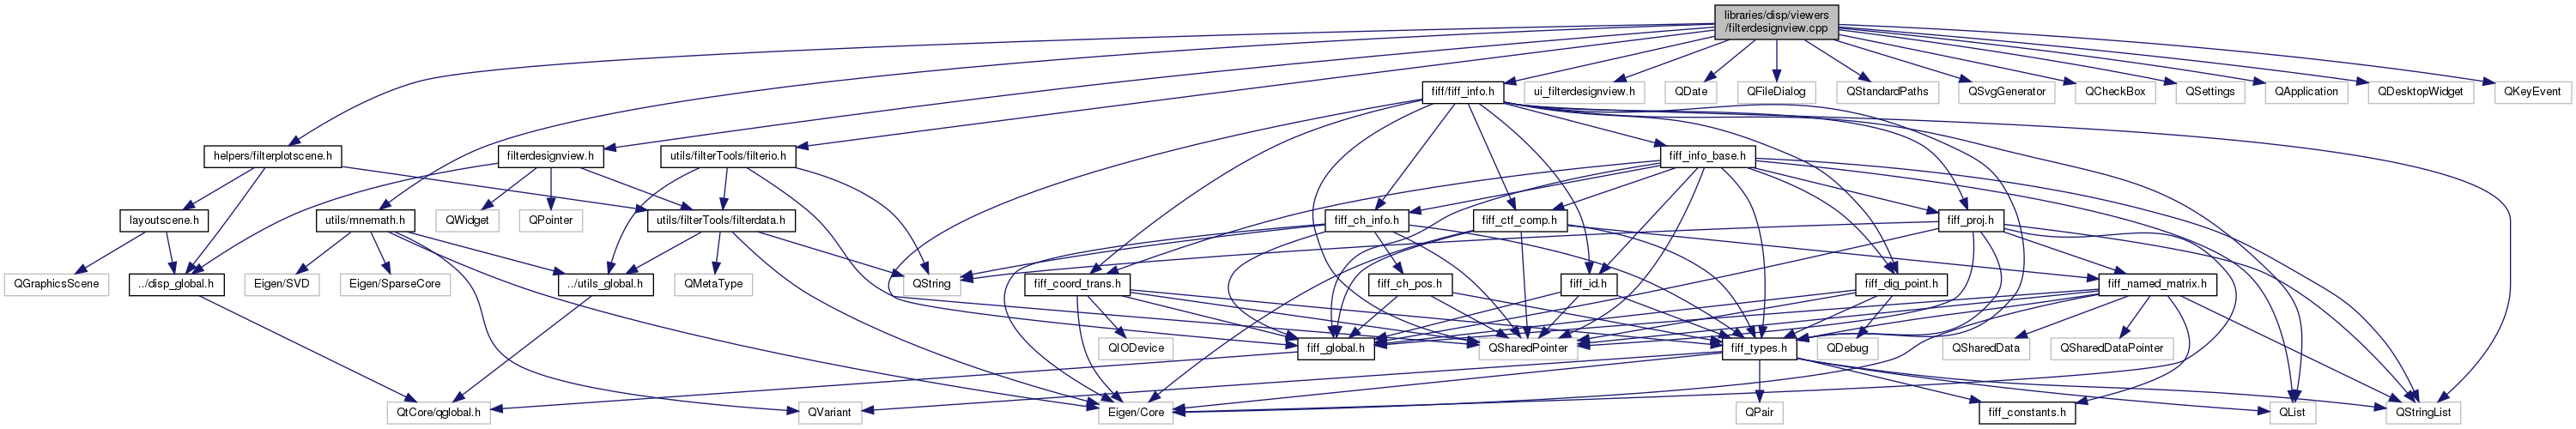 libraries/disp/viewers
/filterdesignview.cpp
fiff/fiff_info.h
ui_filterdesignview.h
QDate
QFileDialog
QStandardPaths
QSvgGenerator
QCheckBox
QSettings
QApplication
QDesktopWidget
QKeyEvent
helpers/filterplotscene.h
filterdesignview.h
utils/filterTools/filterio.h
fiff_info_base.h
layoutscene.h
utils/mnemath.h
QWidget
QPointer
utils/filterTools/filterdata.h
fiff_ch_info.h
fiff_ctf_comp.h
fiff_proj.h
QGraphicsScene
../disp_global.h
Eigen/SVD
Eigen/SparseCore
../utils_global.h
QMetaType
QString
fiff_coord_trans.h
fiff_ch_pos.h
fiff_id.h
fiff_dig_point.h
fiff_named_matrix.h
QIODevice
fiff_global.h
QSharedPointer
fiff_types.h
QDebug
QSharedData
QSharedDataPointer
QtCore/qglobal.h
QVariant
Eigen/Core
QPair
fiff_constants.h
QList
QStringList